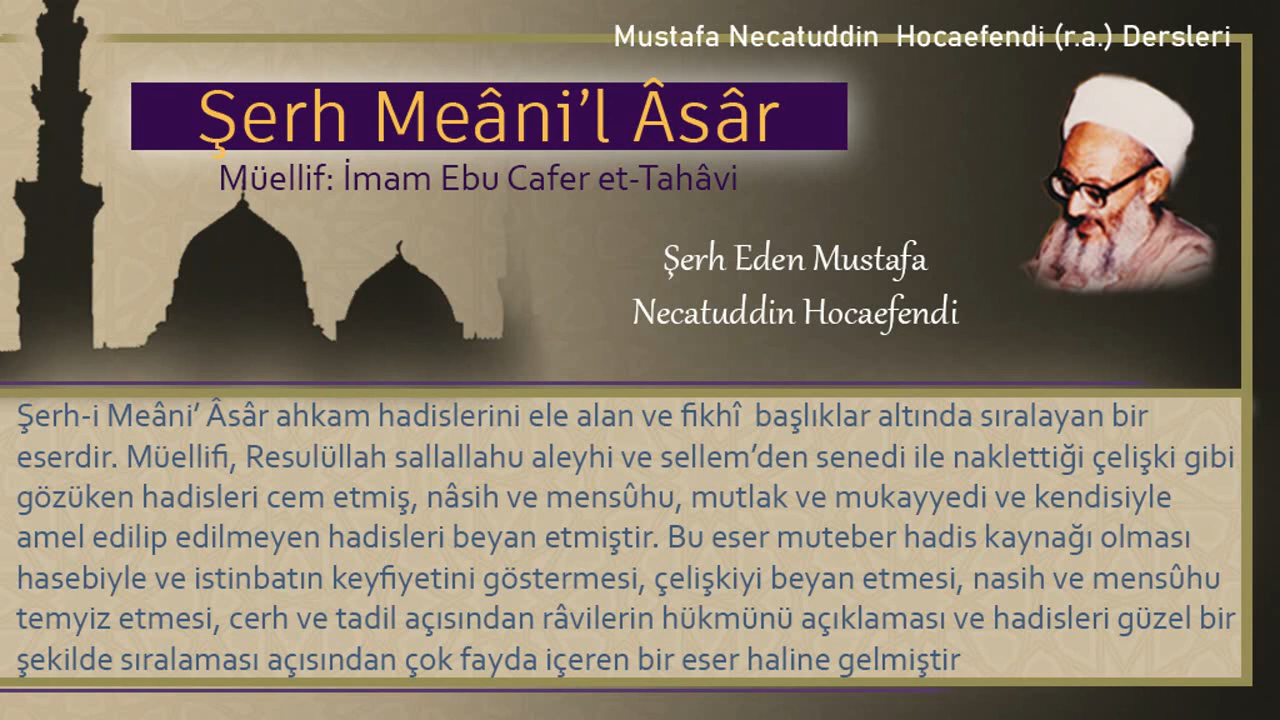 Mustafa Necatuddin Hocaefendi (r.a.) Dersleri
Şerh Meâni’l Âsâr
Müellif: İmam Ebu Cafer et-Tahâvi
Şerh Eden Mustafa
Necatuddin Hocaefendi
Şerh-i Meâni’ Âsâr ahkam hadislerini ele alan ve fikhî başlıklar altında sıralayan bir
eserdir. Müellifi, Resulüllah sallallahu aleyhi ve sellem’den senedi ile naklettiği çelişki gibi
gözüken hadisleri cem etmiş, nâsih ve mensûhu, mutlak ve mukayyedi ve kendisiyle
amel edilip edilmeyen hadisleri beyan etmiştir. Bu eser muteber hadis kaynağı olması
hasebiyle ve istinbatın keyfiyetini göstermesi, çelişkiyi beyan etmesi, nasih ve mensûhu
temyiz etmesi, cerh ve tadil açısından râvilerin hükmünü açıklaması ve hadisleri güzel bir
şekilde sıralaması açısından çok fayda içeren bir eser haline gelmiştir